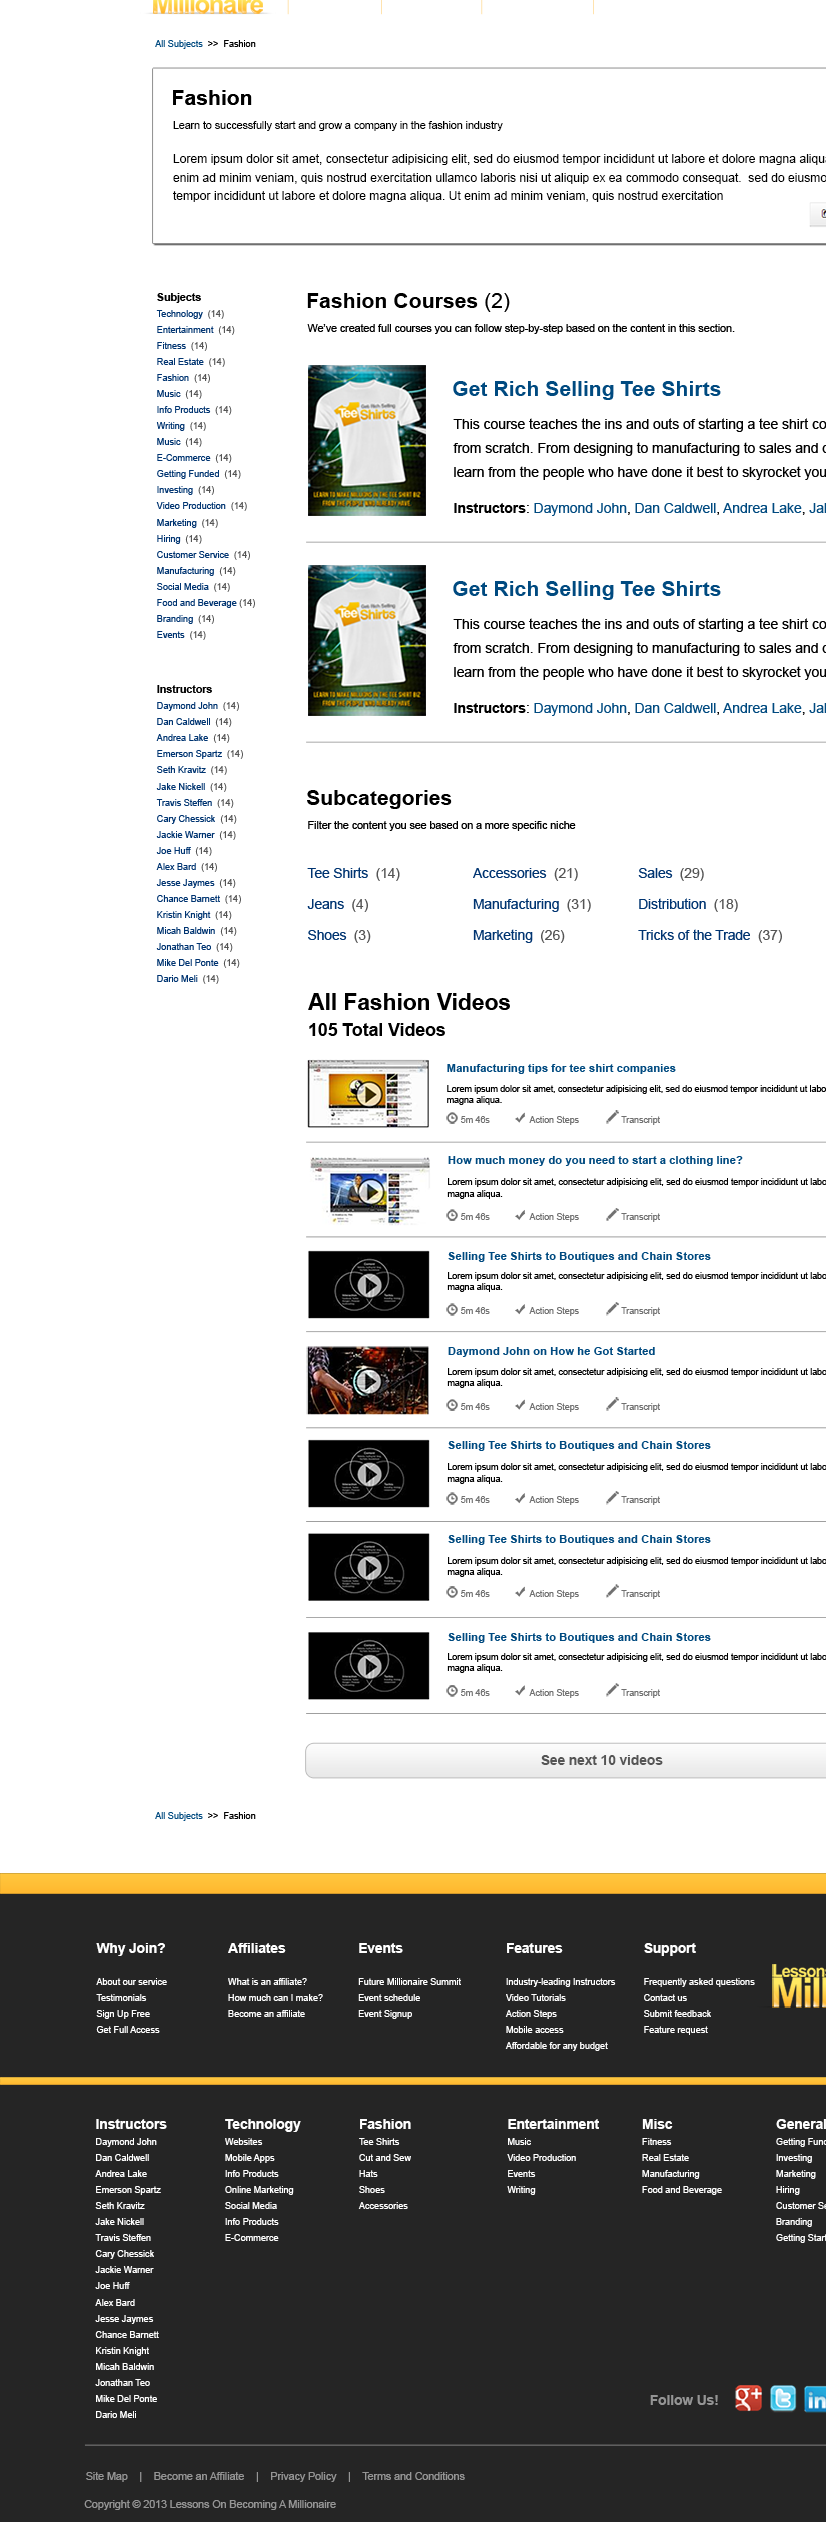 Millionaire
All Subjects >> Fashion
Fashion
Learn to successfully start and grow a company in the fashion industry
Lorem ipsum dolor sit amet, consectetur adipisicing elit, sed do eiusmod tempor incididunt ut labore et dolore magna aliqu
enim ad minim veniam, quis nostrud exercitation ullamco laboris nisi ut aliquip ex ea commodo consequat. sed do eiusmo
tempor incididunt ut labore et dolore magna aliqua. Ut enim ad minim veniam, quis nostrud exercitation
Subjects
Technology (14)
Entertainment (14)
Fitness (14)
Real Estate (14)
Fashion (14)
Music (14)
Info Products (14)
Writing (14)
Music (14)
E-Commerce (14)
Getting Funded (14)
Investing (14)
Video Production (14)
Marketing (14)
Hiring (14)
Customer Service (14)
Manufacturing (14)
Social Media (14)
Food and Beverage (14)
Branding (14)
Events (14)
Instructors
Daymond John (14)
Dan Caldwell (14)
Andrea Lake (14)
Emerson Spartz (14)
Seth Kravitz (14)
Jake Nickell (14)
Travis Steffen (14)
Cary Chessick (14)
Jackie Warner (14)
Joe Huff (14)
Alex Bard (14)
Jesse Jaymes (14)
Chance Barnett (14)
Kristin Knight (14)
Micah Baldwin (14)
Jonathan Teo (14)
Mike Del Ponte (14)
Dario Meli (14)
Fashion Courses (2)
We've created full courses you can follow step-by-step based on the content in this section.
Get Rich Selling
Tee Shirts
LEARN TO MAKE MILLIONS IN THE TEE SHIRT BIZ
FROM THE PEOPLE WHO ALREADY HAVE.
Get Rich Selling Tee Shirts
This course teaches the ins and outs of starting a tee shirt co
from scratch. From designing to manufacturing to sales and
learn from the people who have done it best to skyrocket you
Instructors: Daymond John, Dan Caldwell, Andrea Lake, Jal
Get Rich Selling
Tee Shirts
LEARN TO MAKE MILLIONS IN THE TEE SHIRT BIZ
FROM THE PEOPLE WHO ALREADY HAVE.
Get Rich Selling Tee Shirts
This course teaches the ins and outs of starting a tee shirt co
from scratch. From designing to manufacturing to sales and
learn from the people who have done it best to skyrocket you
Instructors: Daymond John, Dan Caldwell, Andrea Lake, Jal
Subcategories
Filter the content you see based on a more specific niche
Tee Shirts (14) Accessories (21) Sales (29)
Jeans (4) Manufacturing (31) Distribution (18)
Shoes (3) Marketing (26) Tricks of the Trade (37)
All Fashion Videos
105 Total Videos
Manufacturing tips for tee shirt companies
Lorem ipsum dolor sit amet, consectetur adipisicing elit, sed do eiusmod tempor incididunt ut labo
magna aliqua.
5m 46s Action Steps Transcript
How much money do you need to start a clothing line?
Lorem ipsum dolor sit amet, consectetur adipisicing elit, sed do eiusmod tempor incididunt ut labo
magna aliqua.
5m 46s Action Steps Transcript
Selling Tee Shirts to Boutiques and Chain Stores
Lorem ipsum dolor sit amet, consectetur adipisicing elit, sed do eiusmod tempor incididunt ut labo
magna aliqua.
5m 46s Action Steps Transcript
Daymond John on How he Got Started
Lorem ipsum dolor sit amet, consectetur adipisicing elit, sed do eiusmod tempor incididunt ut labo
magna aliqua.
5m 46s Action Steps Transcript
Selling Tee Shirts to Boutiques and Chain Stores
Lorem ipsum dolor sit amet, consectetur adipisicing elit, sed do eiusmod tempor incididunt ut labo
magna aliqua.
5m 46s Action Steps Transcript
Selling Tee Shirts to Boutiques and Chain Stores
Lorem ipsum dolor sit amet, consectetur adipisicing elit, sed do eiusmod tempor incididunt ut labo
magna aliqua.
5m 46s Action Steps Transcript
Selling Tee Shirts to Boutiques and Chain Stores
Lorem ipsum dolor sit amet, consectetur adipisicing elit, sed do eiusmod tempor incididunt ut labo
magna aliqua.
5m 46s Action Steps Transcript
See next 10 videos
All Subjects >> Fashion
Why Join?
About our service
Testimonials
Sign Up Free
Get Full Access
Affiliates
What is an affiliate?
How much can I make?
Become an affiliate
Events
Future Millionaire Summit
Event schedule
Event Signup
Features
Industry-leading Instructors
Video Tutorials
Action Steps
Mobile access
Affordable for any budget
Support
Frequently asked questions
Contact us
Submit feedback
Feature request
Lessons
Mill
Instructors
Daymond John
Dan Caldwell
Andrea Lake
Emerson Spartz
Seth Kravitz
Jake Nickell
Travis Steffen
Cary Chessick
Jackie Warner
Joe Huff
Alex Bard
Jesse Jaymes
Chance Barnett
Kristin Knight
Micah Baldwin
Jonathan Teo
Mike Del Ponte
Dario Meli
Technology
Websites
Mobile Apps
Info Products
Online Marketing
Social Media
Info Products
E-Commerce
Fashion
Tee Shirts
Cut and Sew
Hats
Shoes
Accessories
Entertainment
Music
Video Production
Events
Writing
Misc
Fitness
Real Estate
Manufacturing
Food and Beverage
General
Getting Fun
Investing
Marketing
Hiring
Customer Se
Branding
Getting Start
Follow Us! g+ t in
Site Map | Become an Affiliate | Privacy Policy | Terms and Conditions
Copyright © 2013 Lessons On Becoming A Millionaire